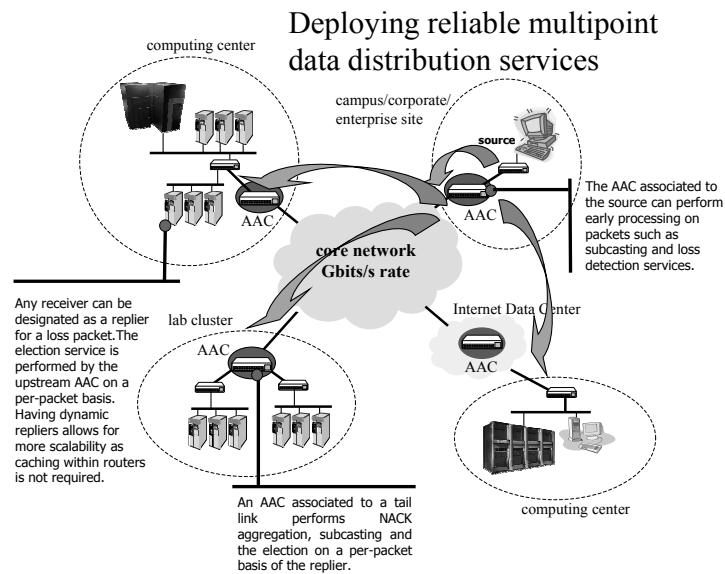 Deploying reliable multipoint
data distribution services
computing center
campus/corporate/
enterprise site
source
AAC
AAC
The AAC associated to
the source can perform
early processing on
packets such as
subcasting and loss
detection services.
core network
Gbits/s rate
Any receiver can be
designated as a replier
for a loss packet.The
election service is
performed by the
upstream AAC on a
per-packet basis.
Having dynamic
repliers allows for
more scalability as
caching within routers
is not required.
lab cluster
AAC
Internet Data Center
AAC
An AAC associated to a tail
link performs NACK
aggregation, subcasting and
the election on a per-packet
basis of the replier.
computing center